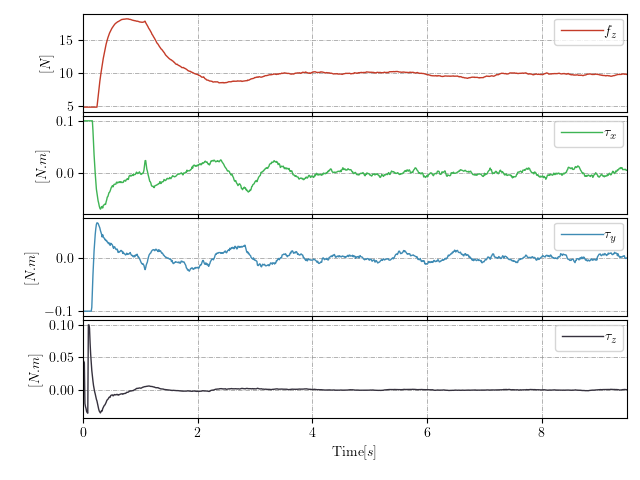 15
10
5
[N]
f_z
0.1
0.0
[N.m]
τ_x
0.0
−0.1
[N.m]
τ_y
0.10
0.05
0.00
[N.m]
τ_z
0 2 4 6 8
Time[s]